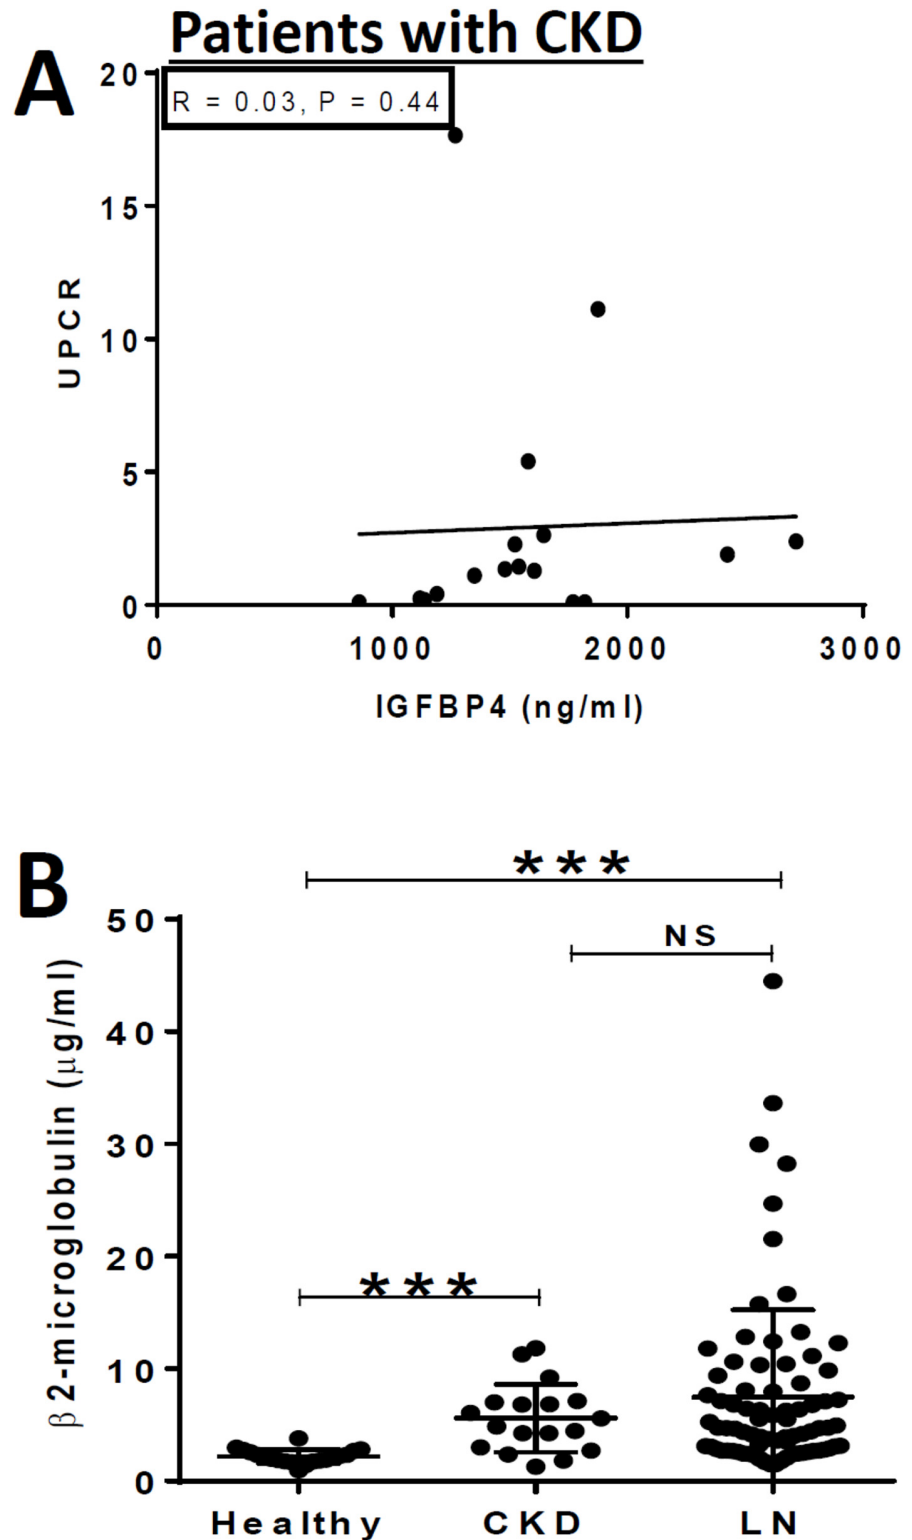 Patients with CKD
A
R = 0.03, P = 0.44
20
15
10
5
0
UPCR
0 1000 2000 3000
IGFBP4 (ng/ml)
B
***
NS
***
50
40
30
20
10
0
β2-microglobulin (μg/ml)
Healthy CKD LN